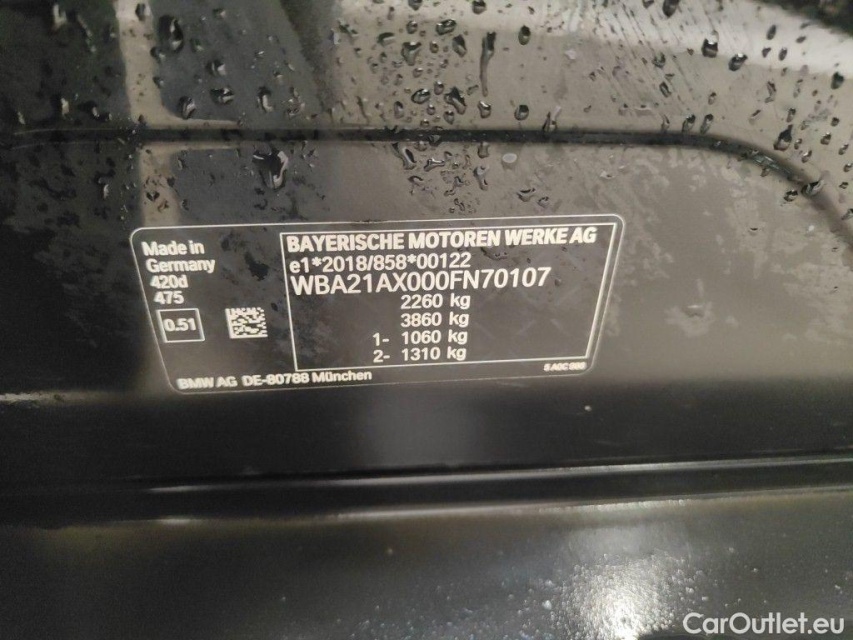 Made in
Germany
420d
475
0.51
BAYERISCHE MOTOREN WERKE AG
e1*2018/858*00122
WBA21AX000FN70107
2260 kg
3860 kg
1- 1060 kg
2- 1310 kg
BMW AG DE-80788 München
CarOutlet.eu